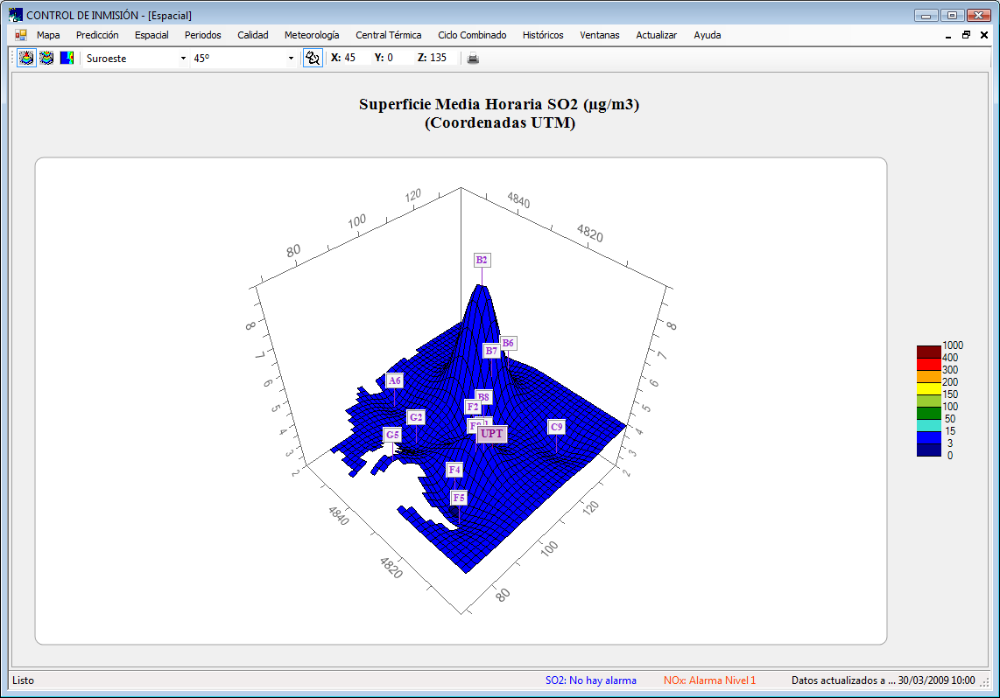 CONTROL DE INMISIÓN - [Espacial]
Mapa Predicción Espacial Periodos Calidad Meteorología Central Térmica Ciclo Combinado Históricos Ventanas Actualizar Ayuda
Suroeste 45º X: 45 Y: 0 Z: 135
Superficie Media Horaria SO2 (µg/m3)
(Coordenadas UTM)
120 4840
100 4820
80
B2
8 8
B6
B7
7 7
A6
6 6
B8
F2
5 5
G2
C9
4 4
G5
UPT
3 3
F4
2 2
F5
4840 120
4820 100
80
1000
400
300
200
150
100
50
15
3
0
Listo SO2: No hay alarma NOx: Alarma Nivel 1 Datos actualizados a ... 30/03/2009 10:00